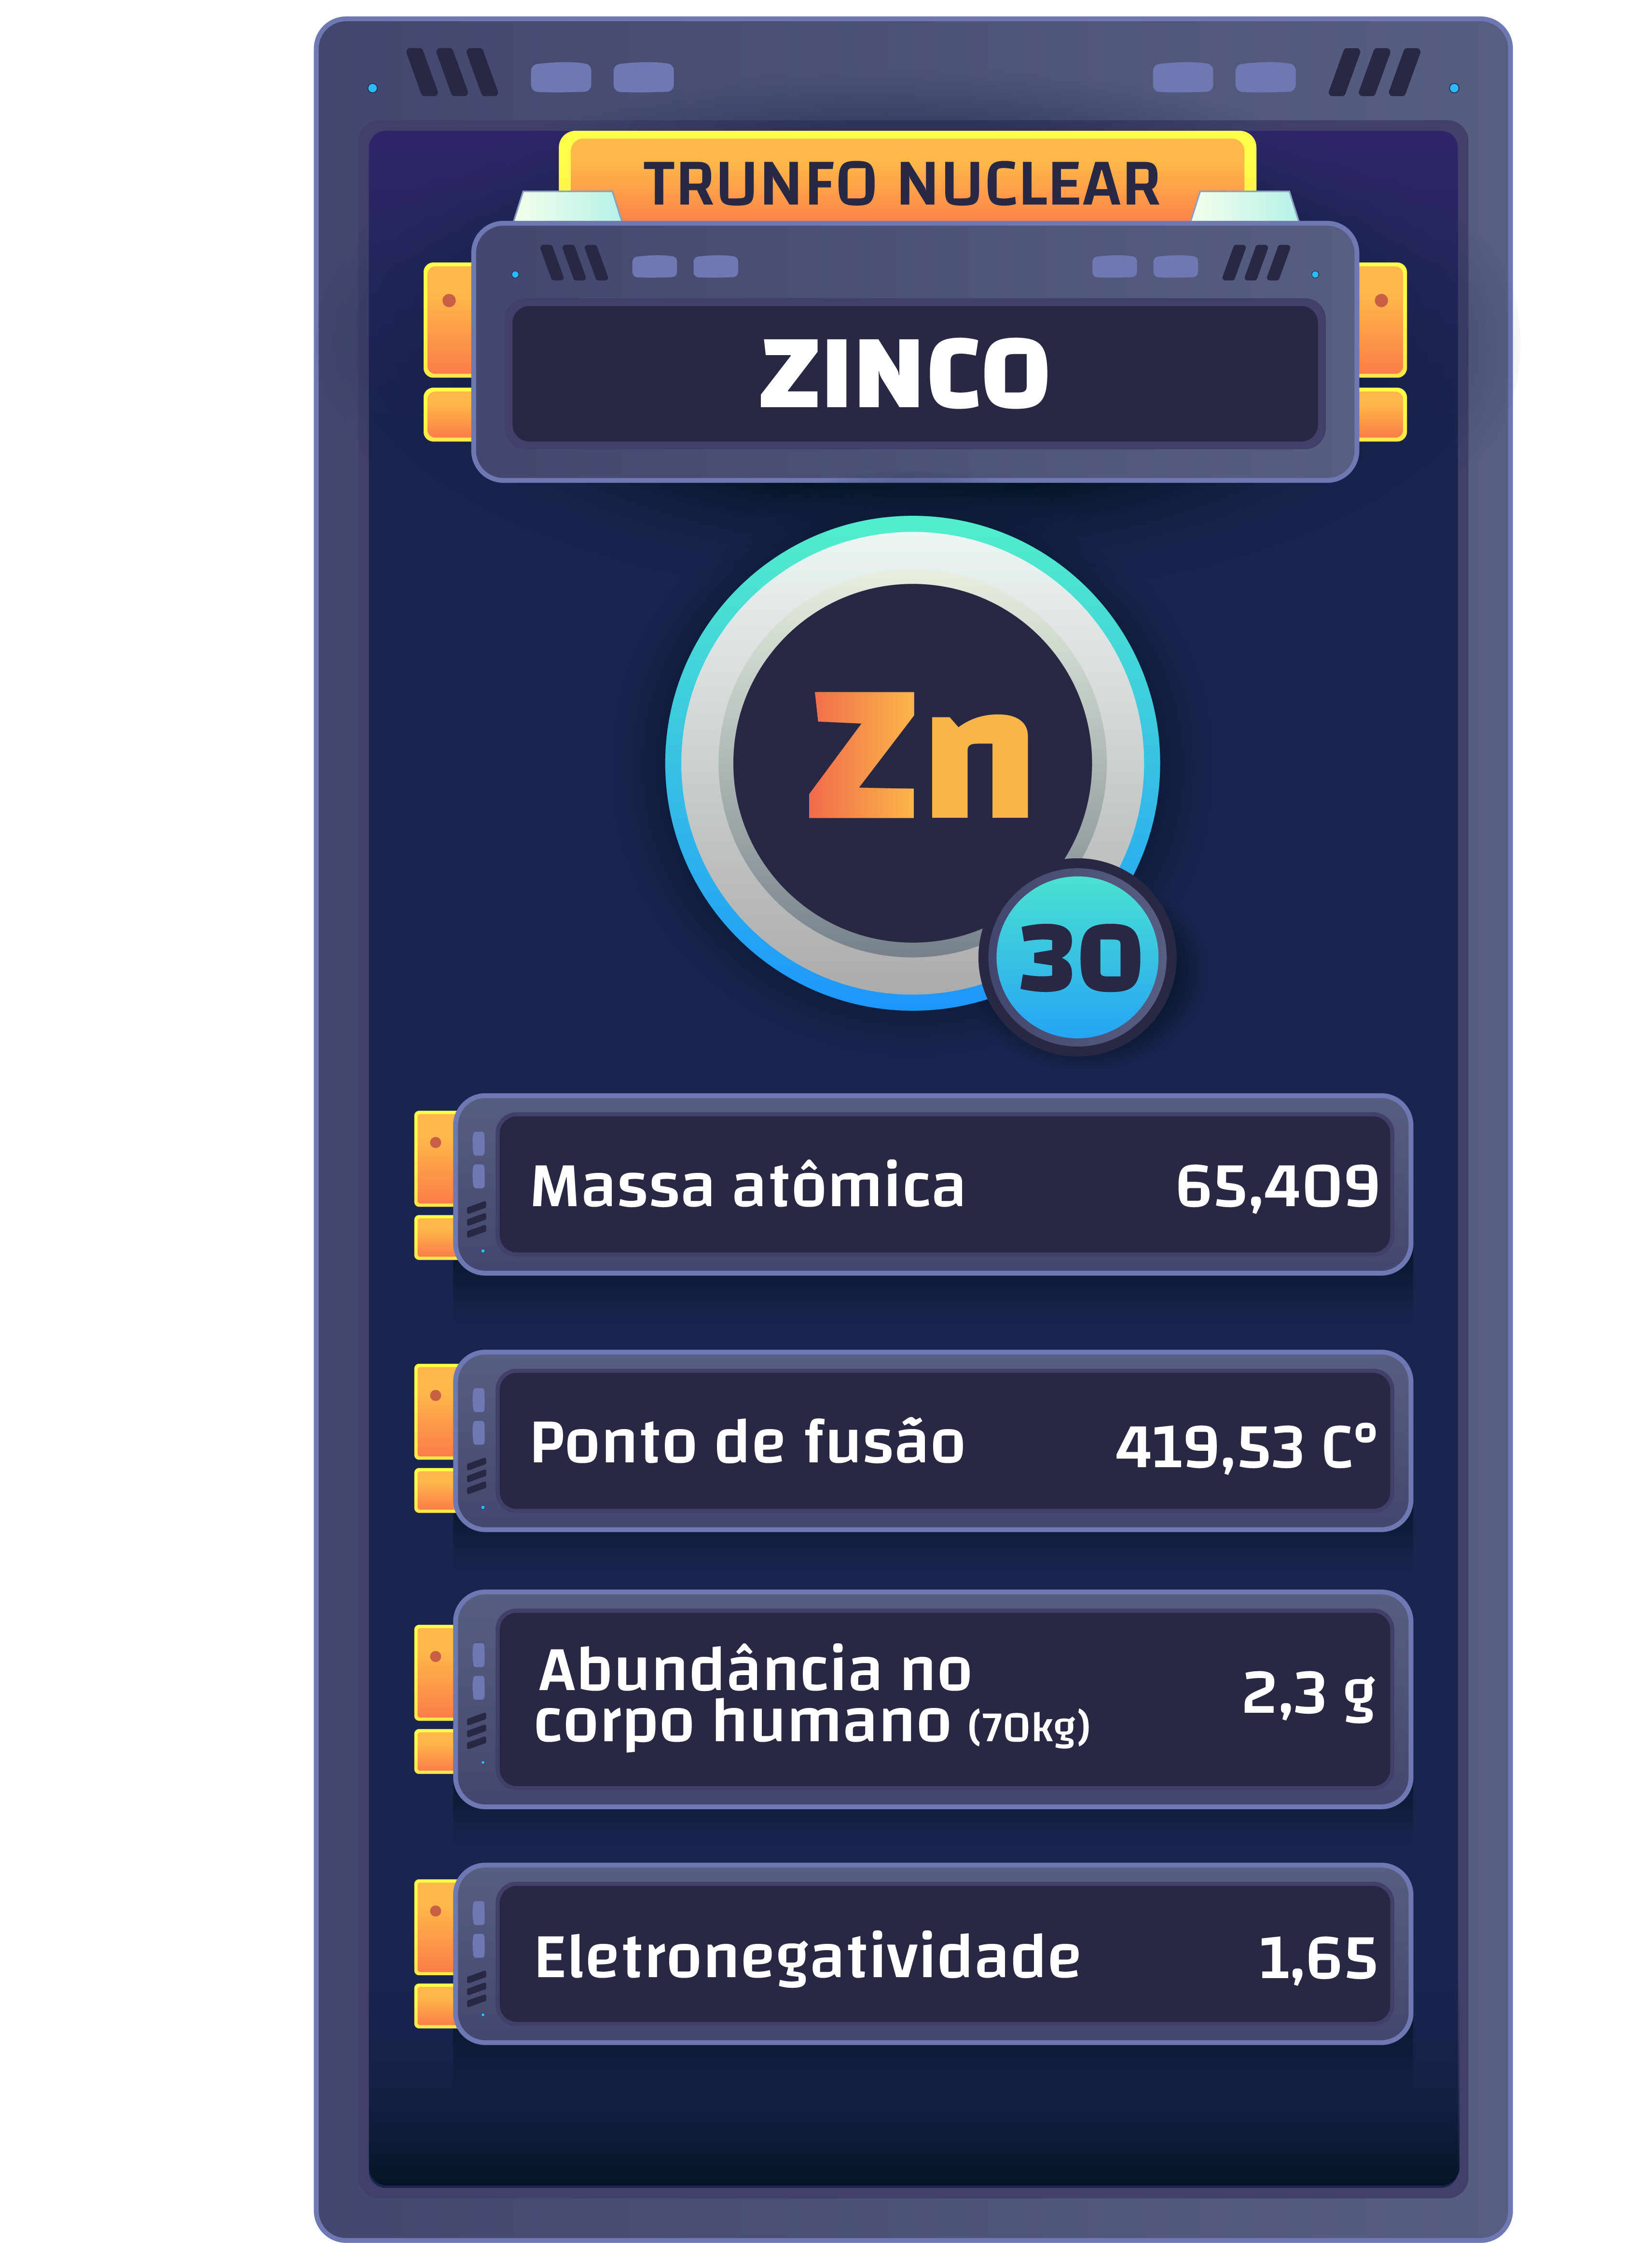 TRUNFO NUCLEAR
ZINCO
Zn
30
Massa atômica 65,409
Ponto de fusão 419,53 C°
Abundância no
corpo humano (70kg) 2,3 g
Eletronegatividade 1,65